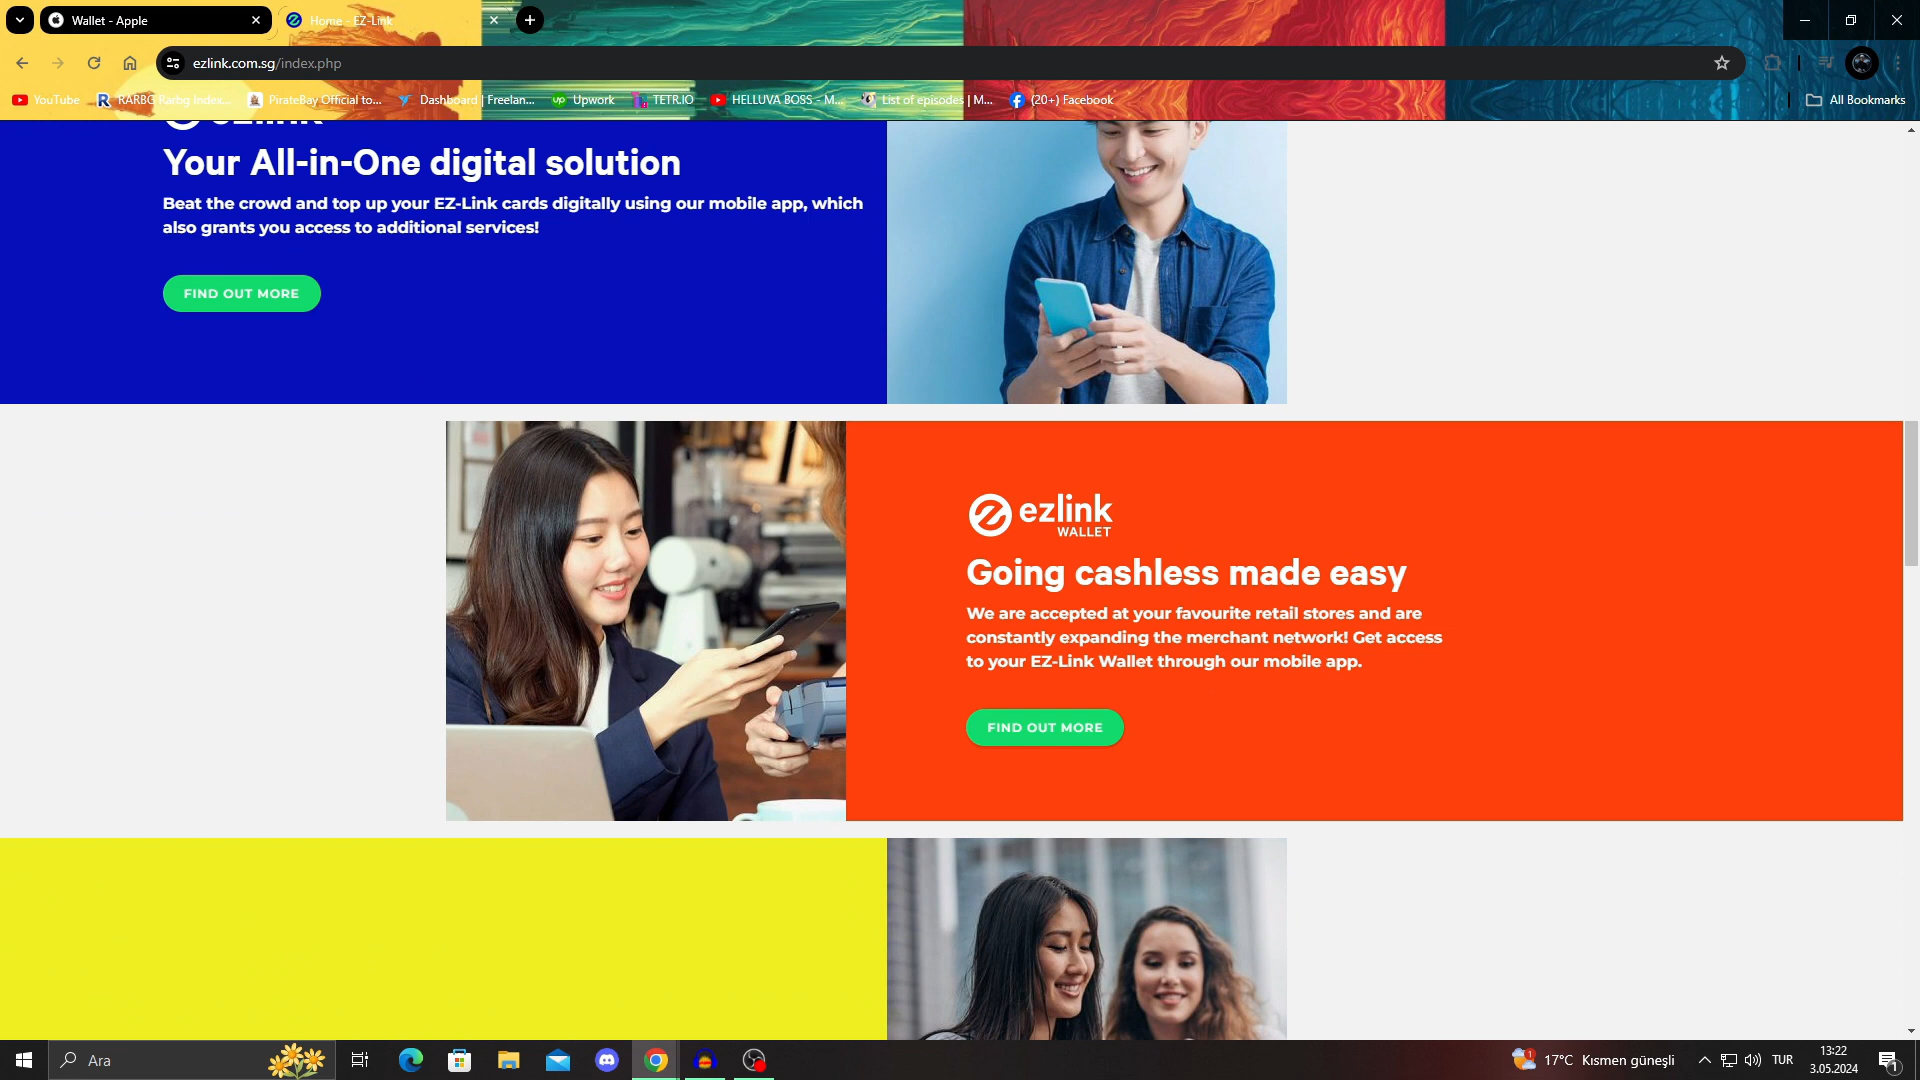 Wallet - Apple
Home - EZ-Link
ezlink.com.sg/index.php
YouTube
RARBG Rarbg Index...
PirateBay Official to...
Dashboard | Freelan...
Upwork
TETR.IO
HELLUVA BOSS - M...
List of episodes | M...
(20+) Facebook
All Bookmarks
Your All-in-One digital solution
Beat the crowd and top up your EZ-Link cards digitally using our mobile app, which
also grants you access to additional services!
FIND OUT MORE
ezlink
WALLET
Going cashless made easy
We are accepted at your favourite retail stores and are
constantly expanding the merchant network! Get access
to your EZ-Link Wallet through our mobile app.
FIND OUT MORE
Ara
17°C Kısmen güneşli
TUR
13:22
3.05.2024